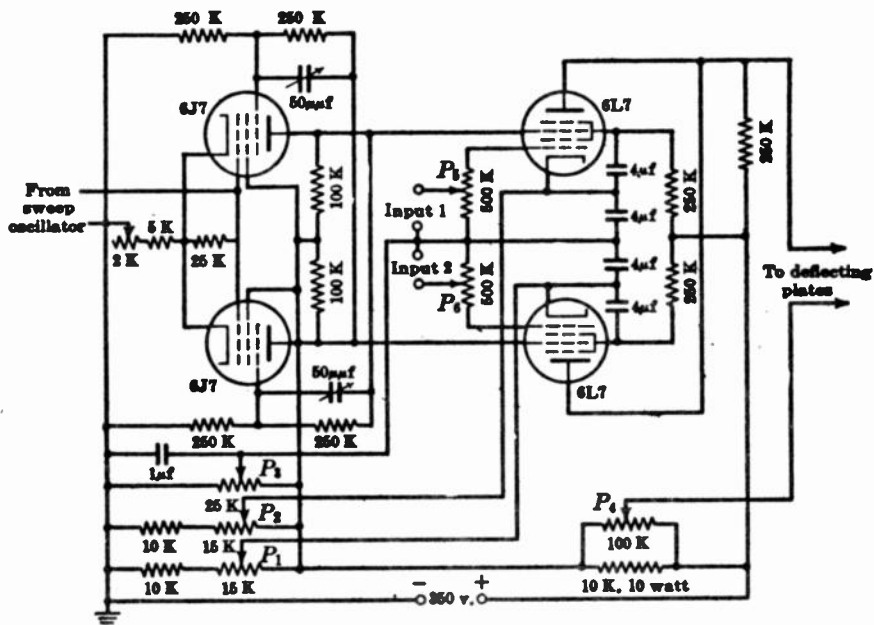 250 K
250 K
6J7
50μμf
6L7
From
sweep
oscillator
2 K
5 K
25 K
100 K
100 K
P5
500 K
Input 1
Input 2
500 K
P6
4μf
4μf
4μf
4μf
250 K
250 K
250 K
To deflecting
plates
6J7
50μμf
6L7
250 K
250 K
1μf
P3
25 K
P2
10 K
15 K
P1
10 K
15 K
P4
100 K
10 K, 10 watt
− 350 v. +